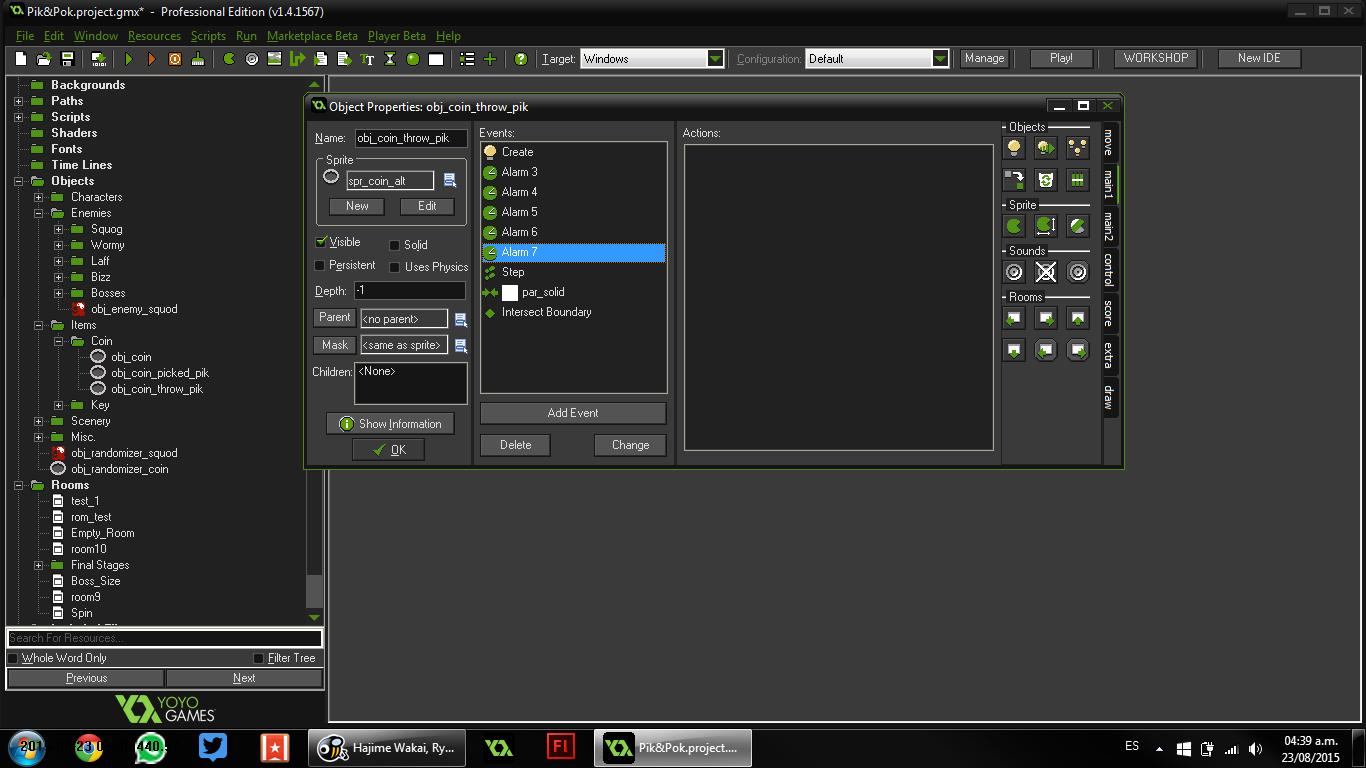 Pik&Pok.project.gmx* - Professional Edition (v1.4.1567)
File Edit Window Resources Scripts Run Marketplace Beta Player Beta Help
Target: Windows Configuration: Default Manage Play! WORKSHOP New IDE
Backgrounds
Paths
Scripts
Shaders
Fonts
Time Lines
Objects
Characters
Enemies
Squog
Wormy
Laff
Bizz
Bosses
obj_enemy_squod
Items
Coin
obj_coin
obj_coin_picked_pik
obj_coin_throw_pik
Key
Scenery
Misc.
obj_randomizer_squod
obj_randomizer_coin
Rooms
test_1
rom_test
Empty_Room
room10
Final Stages
Boss_Size
room9
Spin
Search For Resources...
Whole Word Only Filter Tree
Previous Next
YOYO
GAMES
Object Properties: obj_coin_throw_pik
Name: obj_coin_throw_pik
Sprite
spr_coin_alt
New Edit
Visible Solid
Persistent Uses Physics
Depth: -1
Parent <no parent>
Mask <same as sprite>
Children: <None>
Show Information
OK
Events:
Create
Alarm 3
Alarm 4
Alarm 5
Alarm 6
Alarm 7
Step
par_solid
Intersect Boundary
Add Event
Delete Change
Actions:
Objects
Sprite
Sounds
Rooms
move
main1
main2
control
score
extra
draw
Hajime Wakai, Ry...
Fl
Pik&Pok.project....
ES
04:39 a.m.
23/08/2015